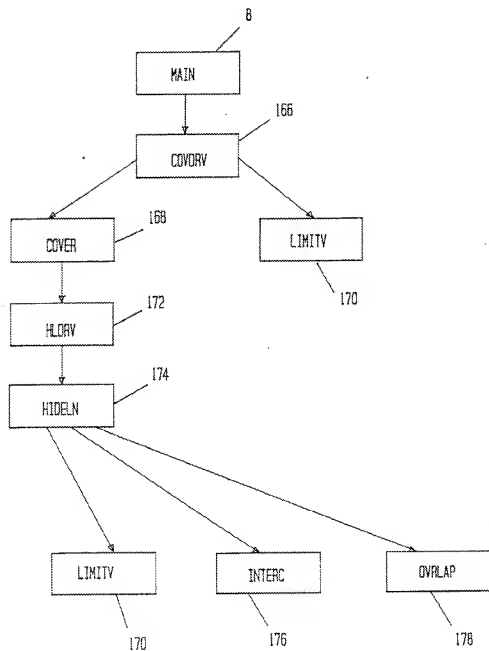 8
MAIN
166
COVDRV
168
COVER
LIMITV
170
172
HLDRV
174
HIDELN
LIMITV
INTERC
OVRLAP
170
176
178